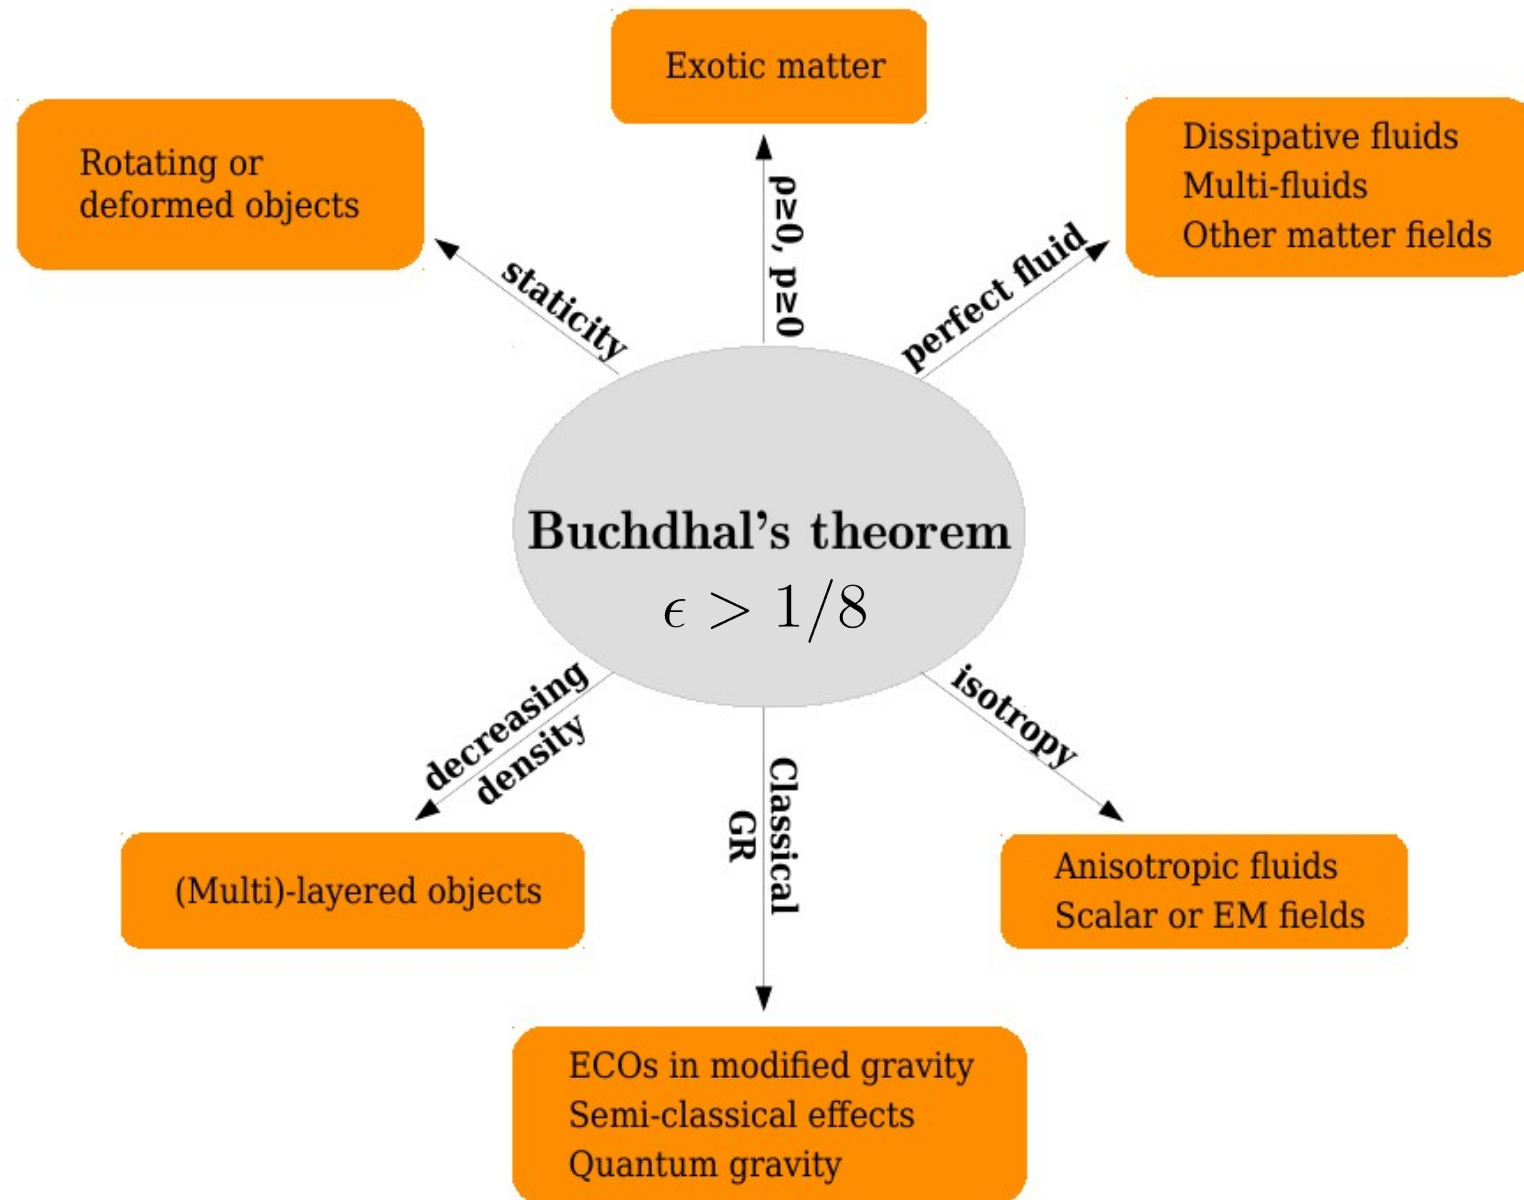 Exotic matter
Rotating or
deformed objects
Dissipative fluids
Multi-fluids
Other matter fields
staticity
ρ≥0, p≥0
perfect fluid
Buchdhal's theorem
ϵ > 1/8
decreasing
density
Classical
GR
isotropy
(Multi)-layered objects
Anisotropic fluids
Scalar or EM fields
ECOs in modified gravity
Semi-classical effects
Quantum gravity